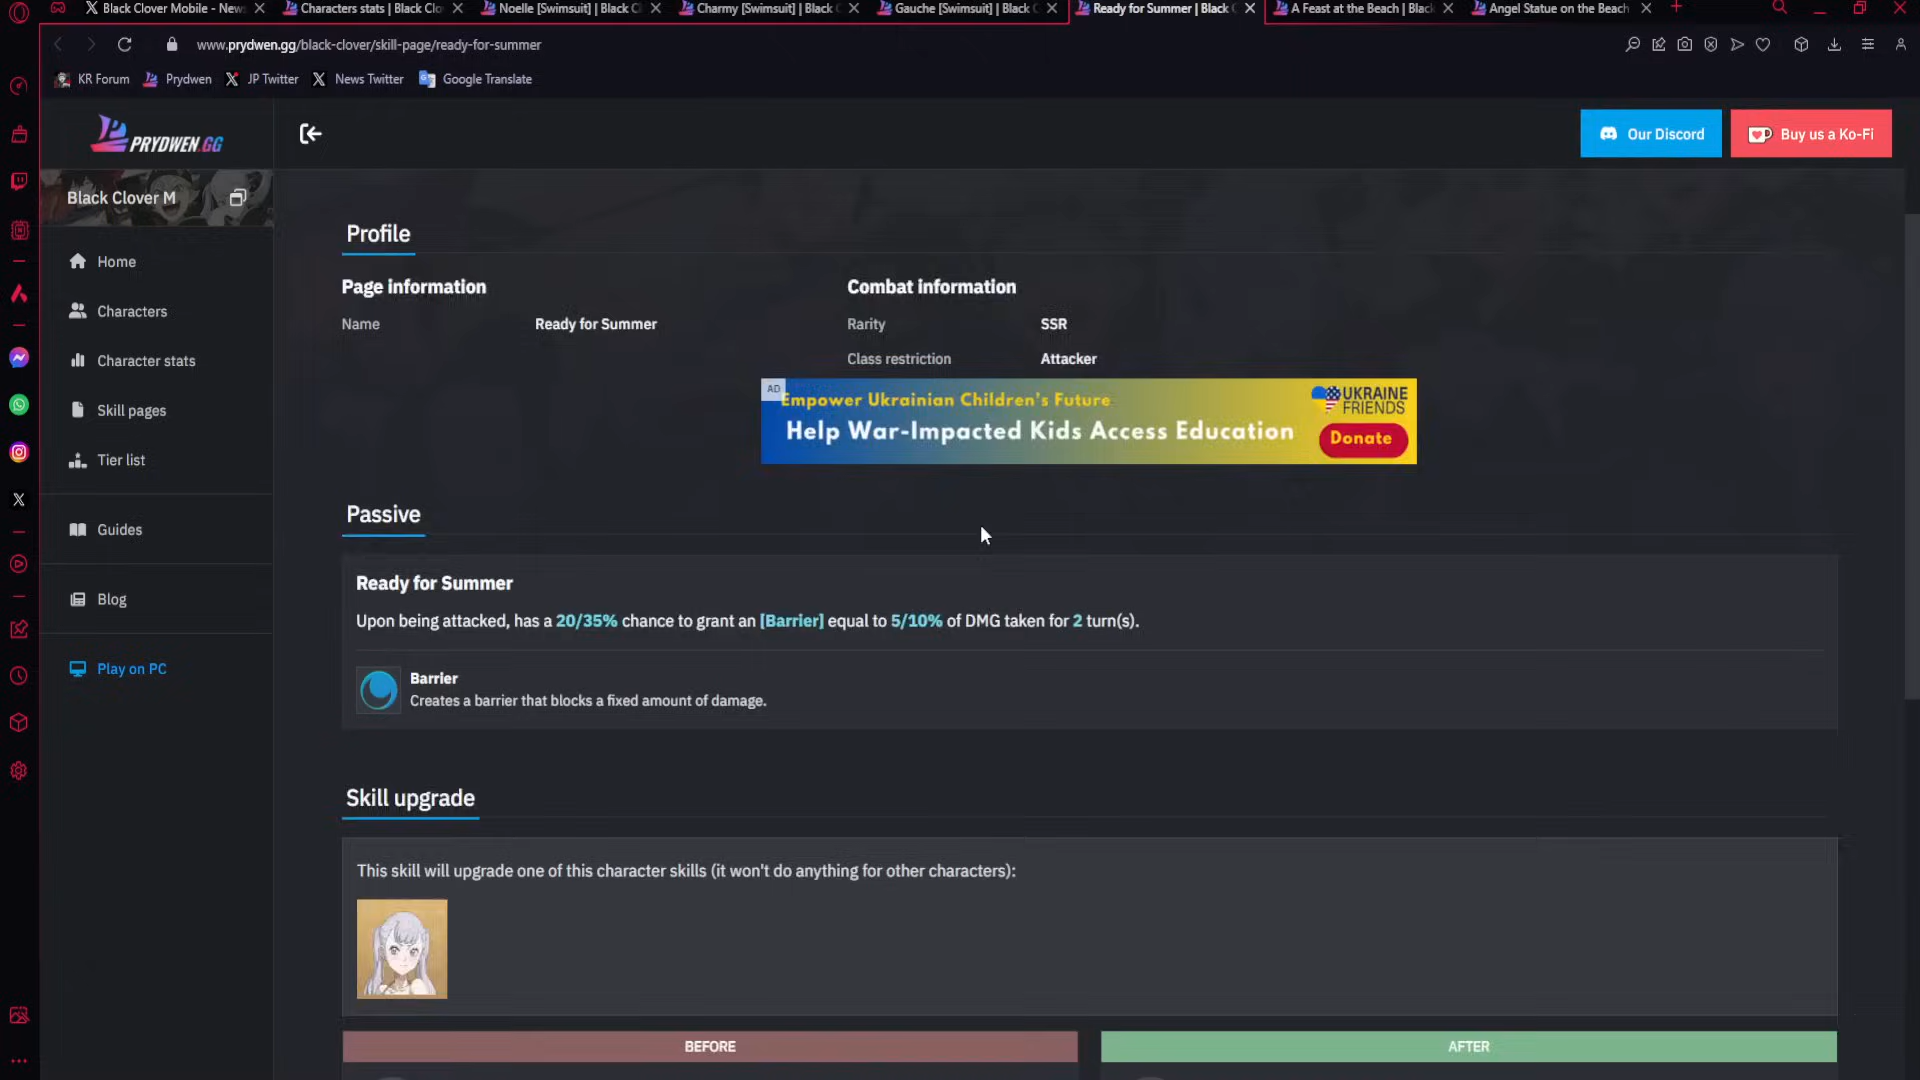 Black Clover Mobile - New
Characters stats | Black Clo
Noelle [Swimsuit] | Black C
Charmy [Swimsuit] | Black
Gauche [Swimsuit] | Black
Ready for Summer | Black
A Feast at the Beach | Black
Angel Statue on the Beach
www.prydwen.gg/black-clover/skill-page/ready-for-summer
KR Forum
Prydwen
JP Twitter
News Twitter
Google Translate
PRYDWEN.GG
Our Discord
Buy us a Ko-Fi
Black Clover M
Home
Characters
Character stats
Skill pages
Tier list
Guides
Blog
Play on PC
Profile
Page information
Name
Ready for Summer
Combat information
Rarity
SSR
Class restriction
Attacker
AD
Empower Ukrainian Children's Future
Help War-Impacted Kids Access Education
UKRAINE
FRIENDS
Donate
Passive
Ready for Summer
Upon being attacked, has a 20/35% chance to grant an [Barrier] equal to 5/10% of DMG taken for 2 turn(s).
Barrier
Creates a barrier that blocks a fixed amount of damage.
Skill upgrade
This skill will upgrade one of this character skills (it won't do anything for other characters):
BEFORE
AFTER